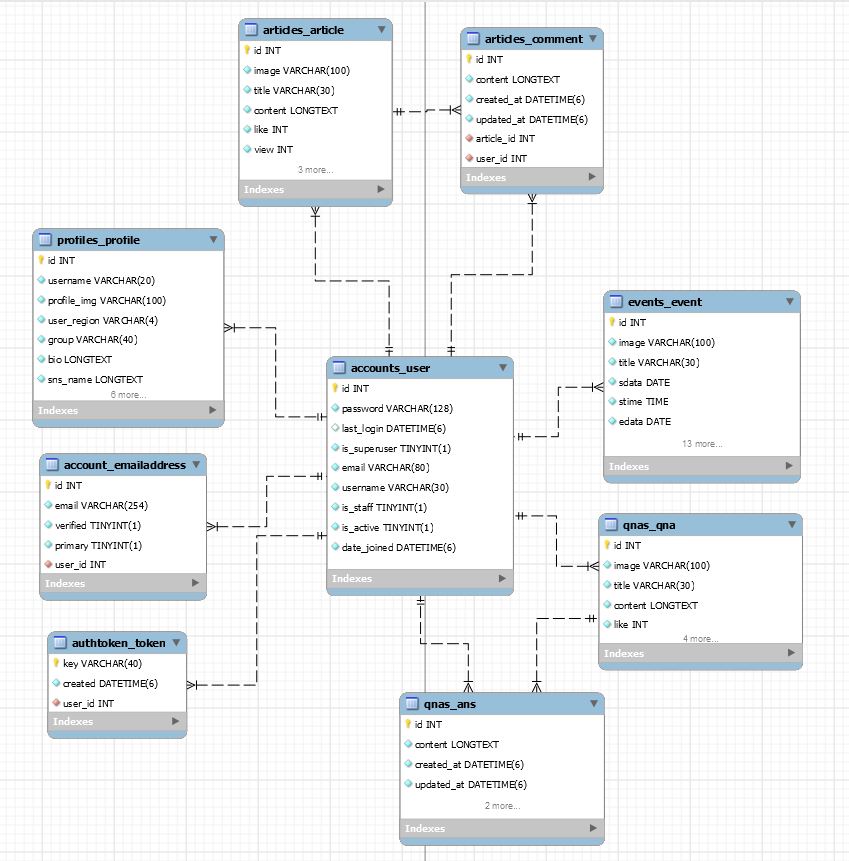 articles_article
id INT
image VARCHAR(100)
title VARCHAR(30)
content LONGTEXT
like INT
view INT
3 more...
Indexes
articles_comment
id INT
content LONGTEXT
created_at DATETIME(6)
updated_at DATETIME(6)
article_id INT
user_id INT
Indexes
profiles_profile
id INT
username VARCHAR(20)
profile_img VARCHAR(100)
user_region VARCHAR(4)
group VARCHAR(40)
bio LONGTEXT
sns_name LONGTEXT
6 more...
Indexes
events_event
id INT
image VARCHAR(100)
title VARCHAR(30)
sdata DATE
stime TIME
edata DATE
13 more...
Indexes
accounts_user
id INT
password VARCHAR(128)
last_login DATETIME(6)
is_superuser TINYINT(1)
email VARCHAR(80)
username VARCHAR(30)
is_staff TINYINT(1)
is_active TINYINT(1)
date_joined DATETIME(6)
Indexes
account_emailaddress
id INT
email VARCHAR(254)
verified TINYINT(1)
primary TINYINT(1)
user_id INT
Indexes
qnas_qna
id INT
image VARCHAR(100)
title VARCHAR(30)
content LONGTEXT
like INT
4 more...
Indexes
authtoken_token
key VARCHAR(40)
created DATETIME(6)
user_id INT
Indexes
qnas_ans
id INT
content LONGTEXT
created_at DATETIME(6)
updated_at DATETIME(6)
2 more...
Indexes